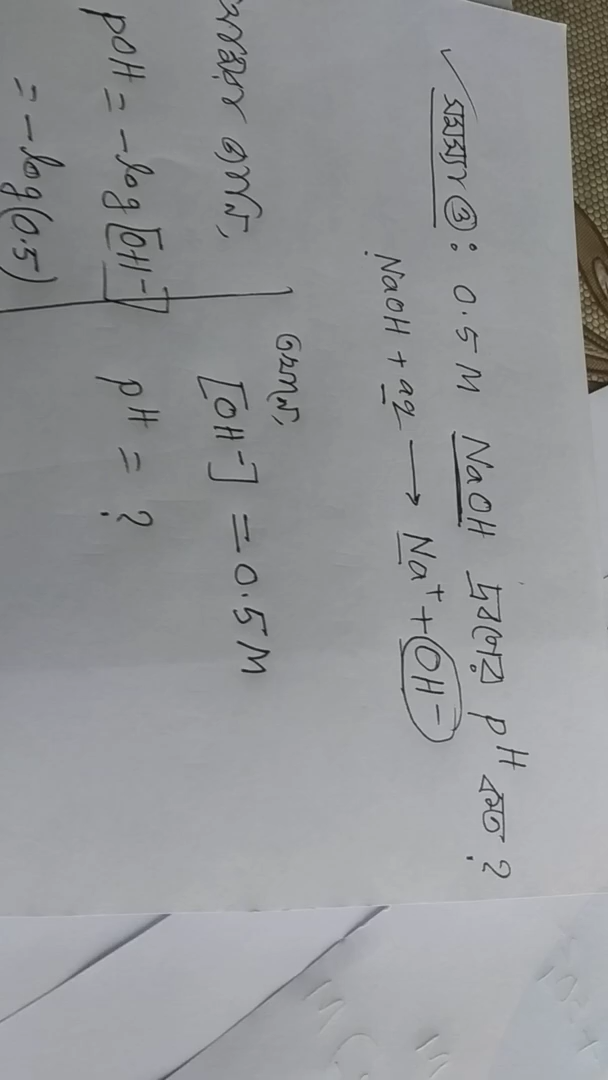 সমস্যা ③: 0.5 M NaOH দ্রবণের pH কত?
NaOH + aq ⟶ Na⁺ + OH⁻
এখানে,
[OH⁻] = 0.5 M
pH = ?
আমরা জানি,
pOH = -log[OH⁻]
= -log(0.5)